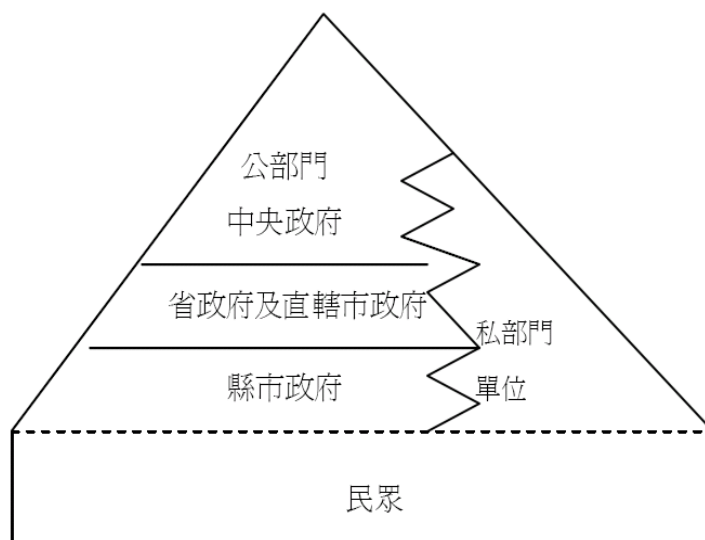 公部門
中央政府
省政府及直轄市政府
私部門
縣市政府
單位
民眾